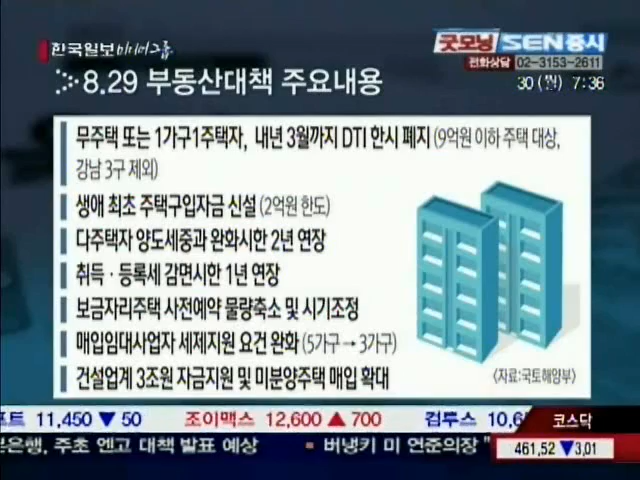 한국일보 미디어그룹
굿모닝 SEN증시
전화상담 02-3153-2611
8.29 부동산대책 주요내용
30(월) 7:36
무주택 또는 1가구1주택자, 내년 3월까지 DTI 한시 폐지 (9억원 이하 주택 대상,
강남 3구 제외)
생애 최초 주택구입자금 신설 (2억원 한도)
다주택자 양도세중과 완화시한 2년 연장
취득·등록세 감면시한 1년 연장
보금자리주택 사전예약 물량축소 및 시기조정
매입임대사업자 세제지원 요건 완화 (5가구 → 3가구)
건설업계 3조원 자금지원 및 미분양주택 매입 확대
〈자료:국토해양부〉
프트 11,450 ▼ 50 조이맥스 12,600 ▲ 700 컴투스 10,6
코스닥
은행, 주초 엔고 대책 발표 예상 ▪ 버냉키 미 연준의장 "
461.52 ▼3.01